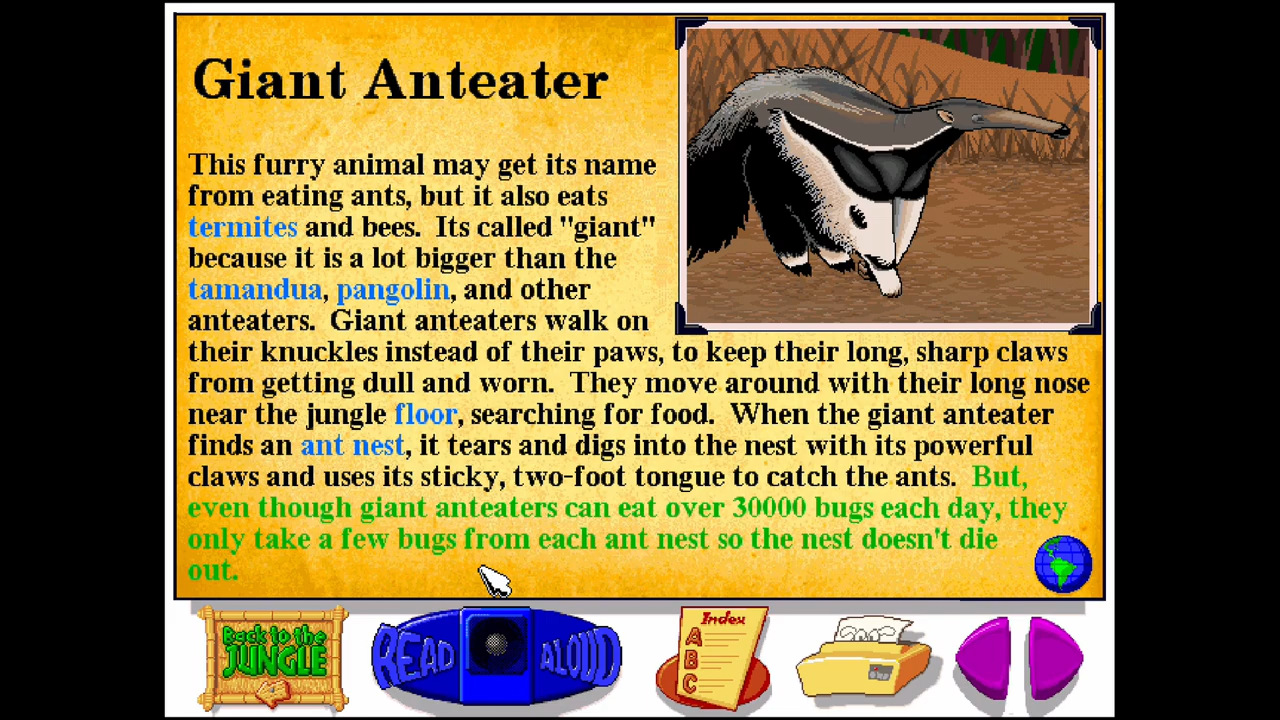 Giant Anteater
This furry animal may get its name
from eating ants, but it also eats
termites and bees.  Its called "giant"
because it is a lot bigger than the
tamandua, pangolin, and other
anteaters.  Giant anteaters walk on
their knuckles instead of their paws, to keep their long, sharp claws
from getting dull and worn.  They move around with their long nose
near the jungle floor, searching for food.  When the giant anteater
finds an ant nest, it tears and digs into the nest with its powerful
claws and uses its sticky, two-foot tongue to catch the ants.  But,
even though giant anteaters can eat over 30000 bugs each day, they
only take a few bugs from each ant nest so the nest doesn't die
out.
Back to the
JUNGLE
READ ALOUD
Index
A
B
C